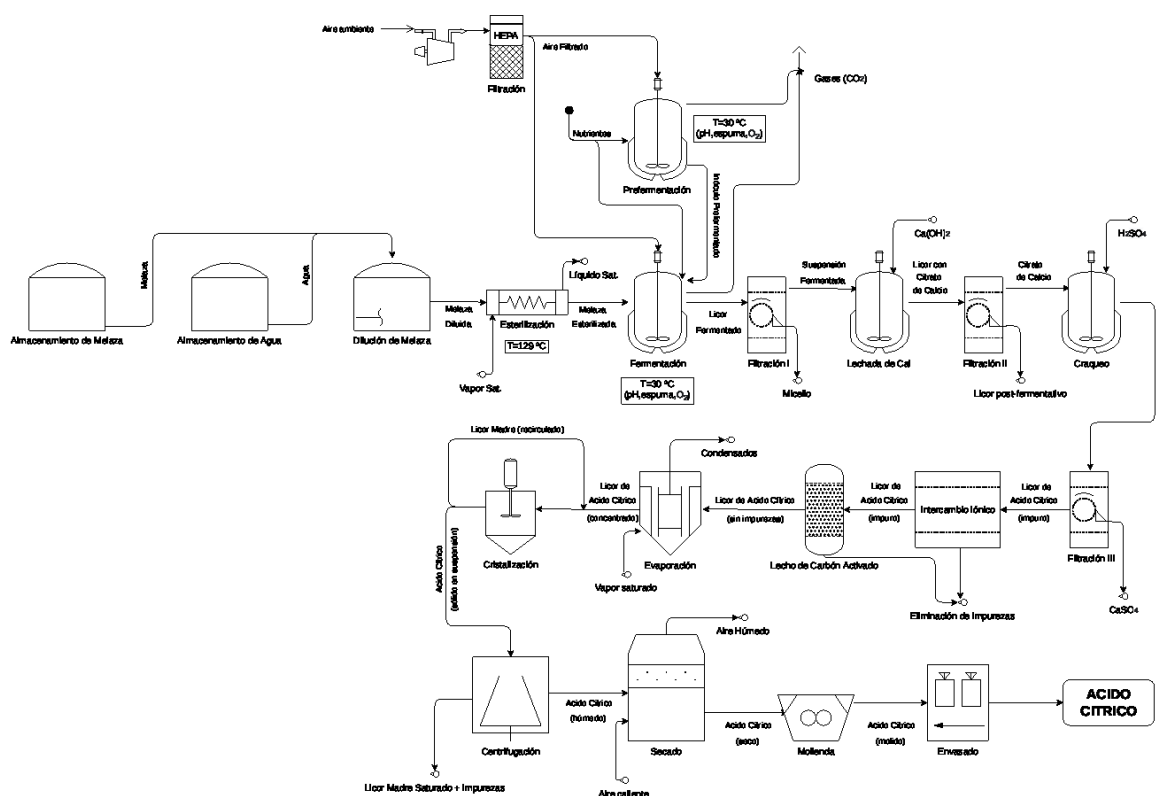 Aire ambiente
HEPA
Filtración
Aire Filtrado
Gases (CO2)
Nutrientes
T=30 ºC
(pH,espuma,O2)
Prefermentación
Inóculo Prefermentado
Ca(OH)2
H2SO4
Melaza
Agua
Líquido Sat.
Almacenamiento de Melaza
Almacenamiento de Agua
Dilución de Melaza
Melaza
Diluida
Esterilización
T=129 ºC
Vapor Sat.
Melaza
Esterilizada
Fermentación
T=30 ºC
(pH,espuma,O2)
Licor
Fermentado
Filtración I
Micelio
Suspensión
Fermentada
Lechada de Cal
Licor con
Citrato
de Calcio
Filtración II
Licor post-fermentativo
Citrato
de Calcio
Craqueo
Licor Madre (recirculado)
Condensados
Licor de
Acido Cítrico
(concentrado)
Cristalización
Evaporación
Vapor saturado
Licor de Acido Cítrico
(sin impurezas)
Lecho de Carbón Activado
Licor de
Acido Cítrico
(impuro)
Intercambio Iónico
Licor de
Acido Cítrico
(impuro)
Filtración III
CaSO4
Eliminación de Impurezas
Acido Cítrico
(sólido en suspensión)
Aire Húmedo
Centrifugación
Licor Madre Saturado + Impurezas
Acido Cítrico
(húmedo)
Secado
Aire caliente
Acido Cítrico
(seco)
Molienda
Acido Cítrico
(molido)
Envasado
ACIDO
CITRICO